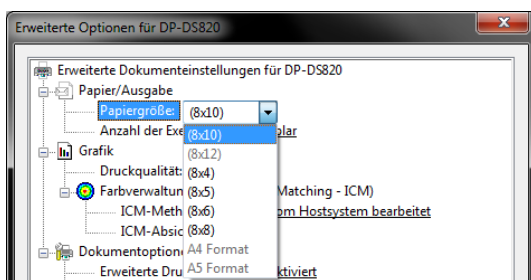 Erweiterte Optionen für DP-DS820
Erweiterte Dokumenteinstellungen für DP-DS820
Papier/Ausgabe
Papiergröße: (8x10)
Anzahl der Exe plar
(8x10)
Grafik
(8x12)
Druckqualität: (8x4)
Farbverwaltun (8x5) Matching - ICM)
ICM-Meth (8x6) om Hostsystem bearbeitet
ICM-Absic (8x8)
Dokumentoptione A4 Format
Erweiterte Dru A5 Format ktiviert